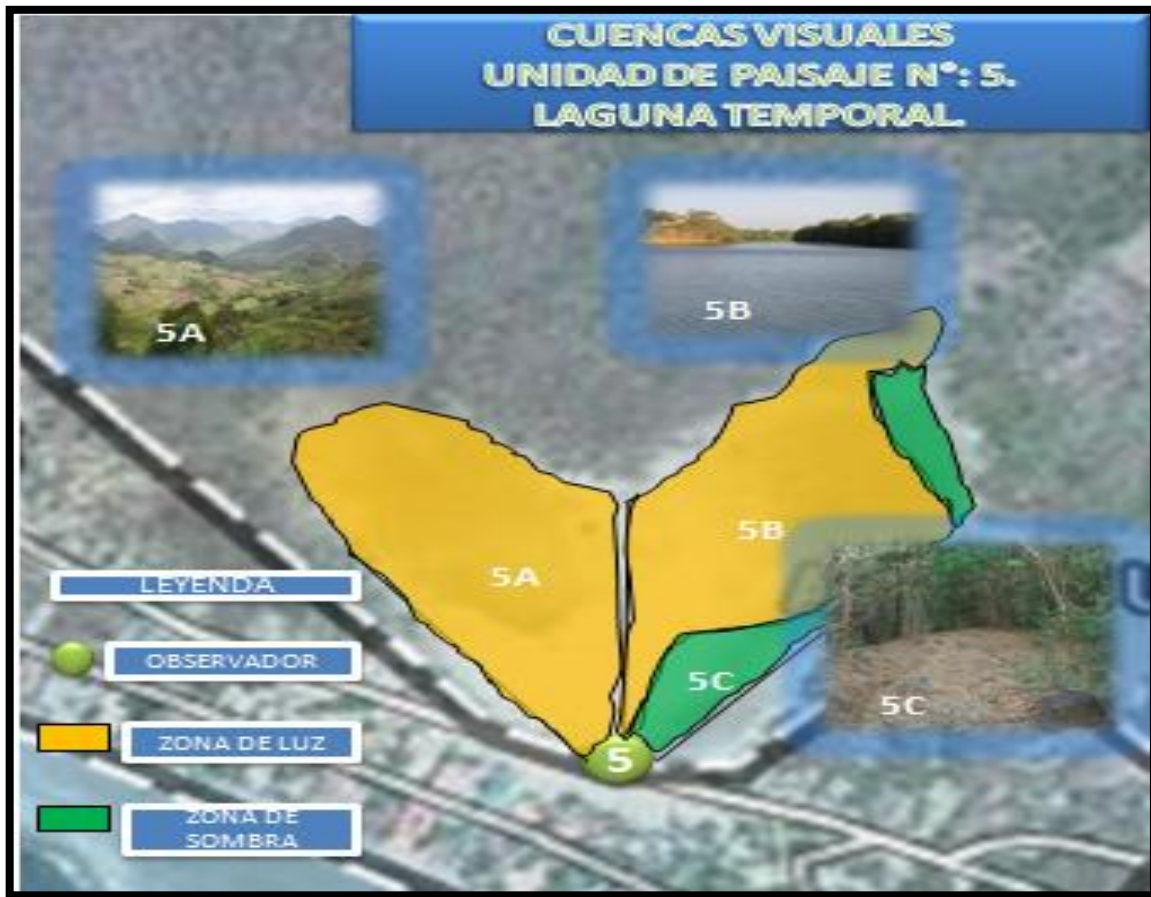 CUENCAS VISUALES
UNIDAD DE PAISAJE N°: 5.
LAGUNA TEMPORAL.
5A
5B
5A
5B
5C
5C
5
LEYENDA
OBSERVADOR
ZONA DE LUZ
ZONA DE
SOMBRA